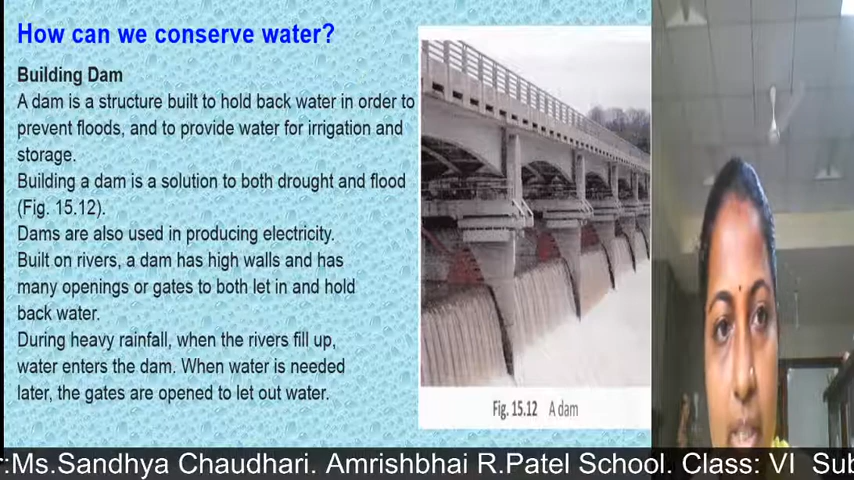 How can we conserve water?
Building Dam
A dam is a structure built to hold back water in order to
prevent floods, and to provide water for irrigation and
storage.
Building a dam is a solution to both drought and flood
(Fig. 15.12).
Dams are also used in producing electricity.
Built on rivers, a dam has high walls and has
many openings or gates to both let in and hold
back water.
During heavy rainfall, when the rivers fill up,
water enters the dam. When water is needed
later, the gates are opened to let out water.
Fig. 15.12 A dam
r:Ms.Sandhya Chaudhari. Amrishbhai R.Patel School. Class: VI Sub